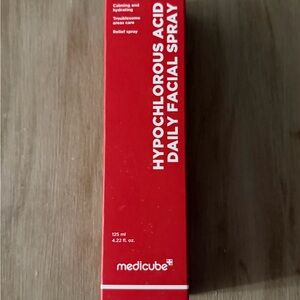 Calming and
hydrating
Troublesome
areas care
Relief spray
HYPOCHLOROUS ACID
DAILY FACIAL SPRAY
125 ml
4.22 fl. oz.
medicube